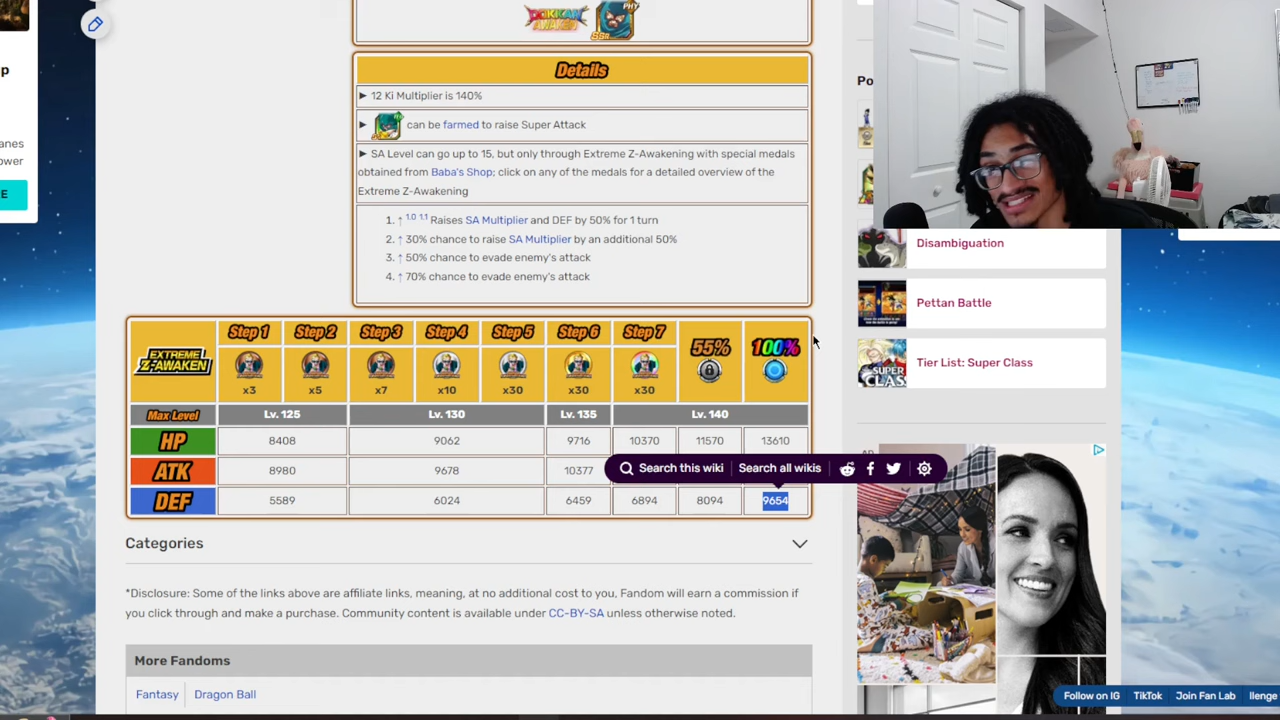 DOKKAN
AWAKEN
PHY
SSR
p
anes
ower
E
Details
► 12 Ki Multiplier is 140%
► can be farmed to raise Super Attack
► SA Level can go up to 15, but only through Extreme Z-Awakening with special medals
obtained from Baba's Shop; click on any of the medals for a detailed overview of the
Extreme Z-Awakening
1. ↑ 1.0 1.1 Raises SA Multiplier and DEF by 50% for 1 turn
2. ↑ 30% chance to raise SA Multiplier by an additional 50%
3. ↑ 50% chance to evade enemy's attack
4. ↑ 70% chance to evade enemy's attack
Po
Disambiguation
Pettan Battle
SUPER
CLASS
Tier List: Super Class
EXTREME
Z-AWAKEN
Step 1 Step 2 Step 3 Step 4 Step 5 Step 6 Step 7 55% 100%
x3 x5 x7 x10 x30 x30 x30
Max Level Lv. 125 Lv. 130 Lv. 135 Lv. 140
HP 8408 9062 9716 10370 11570 13610
ATK 8980 9678 10377
Search this wiki Search all wikis
DEF 5589 6024 6459 6894 8094 9654
Categories
*Disclosure: Some of the links above are affiliate links, meaning, at no additional cost to you, Fandom will earn a commission if
you click through and make a purchase. Community content is available under CC-BY-SA unless otherwise noted.
More Fandoms
Fantasy Dragon Ball
Follow on IG TikTok Join Fan Lab llenge